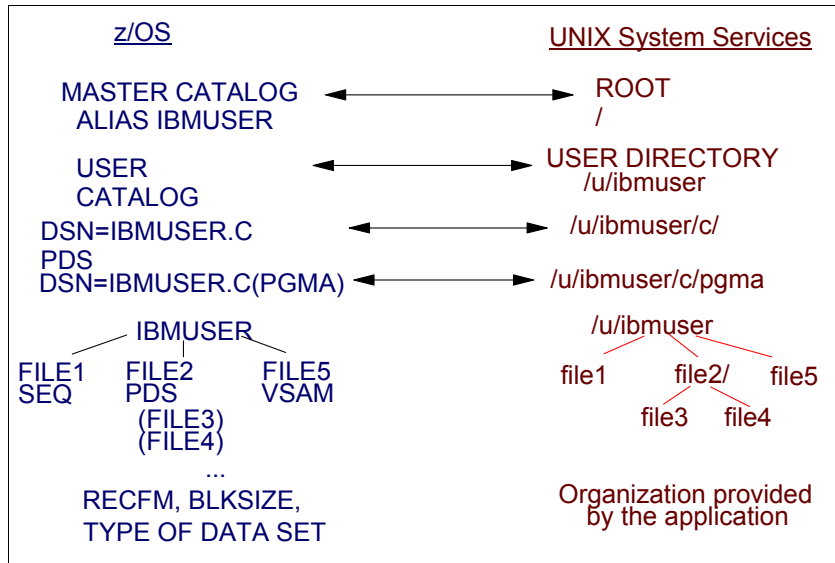 z/OS
UNIX System Services
MASTER CATALOG
ALIAS IBMUSER
ROOT
/
USER
CATALOG
USER DIRECTORY
/u/ibmuser
DSN=IBMUSER.C
/u/ibmuser/c/
PDS
DSN=IBMUSER.C(PGMA)
/u/ibmuser/c/pgma
IBMUSER
/u/ibmuser
FILE1
SEQ
FILE2
PDS
(FILE3)
(FILE4)
FILE5
VSAM
file1
file2/
file5
file3
file4
...
RECFM, BLKSIZE,
TYPE OF DATA SET
Organization provided
by the application